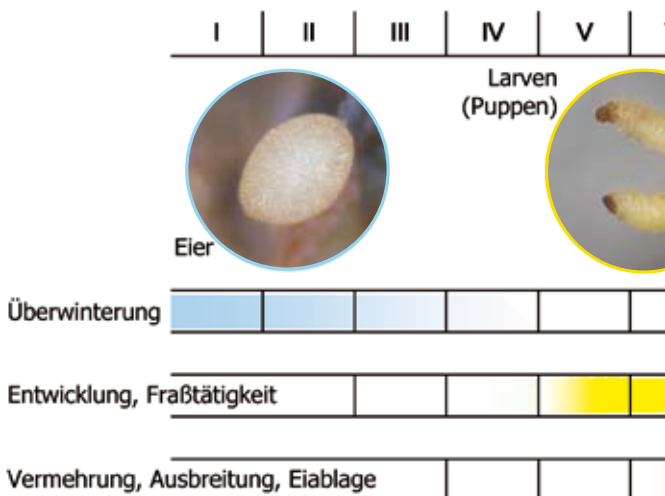 I II III IV V
Larven
(Puppen)
Eier
Überwinterung
Entwicklung, Fraßtätigkeit
Vermehrung, Ausbreitung, Eiablage